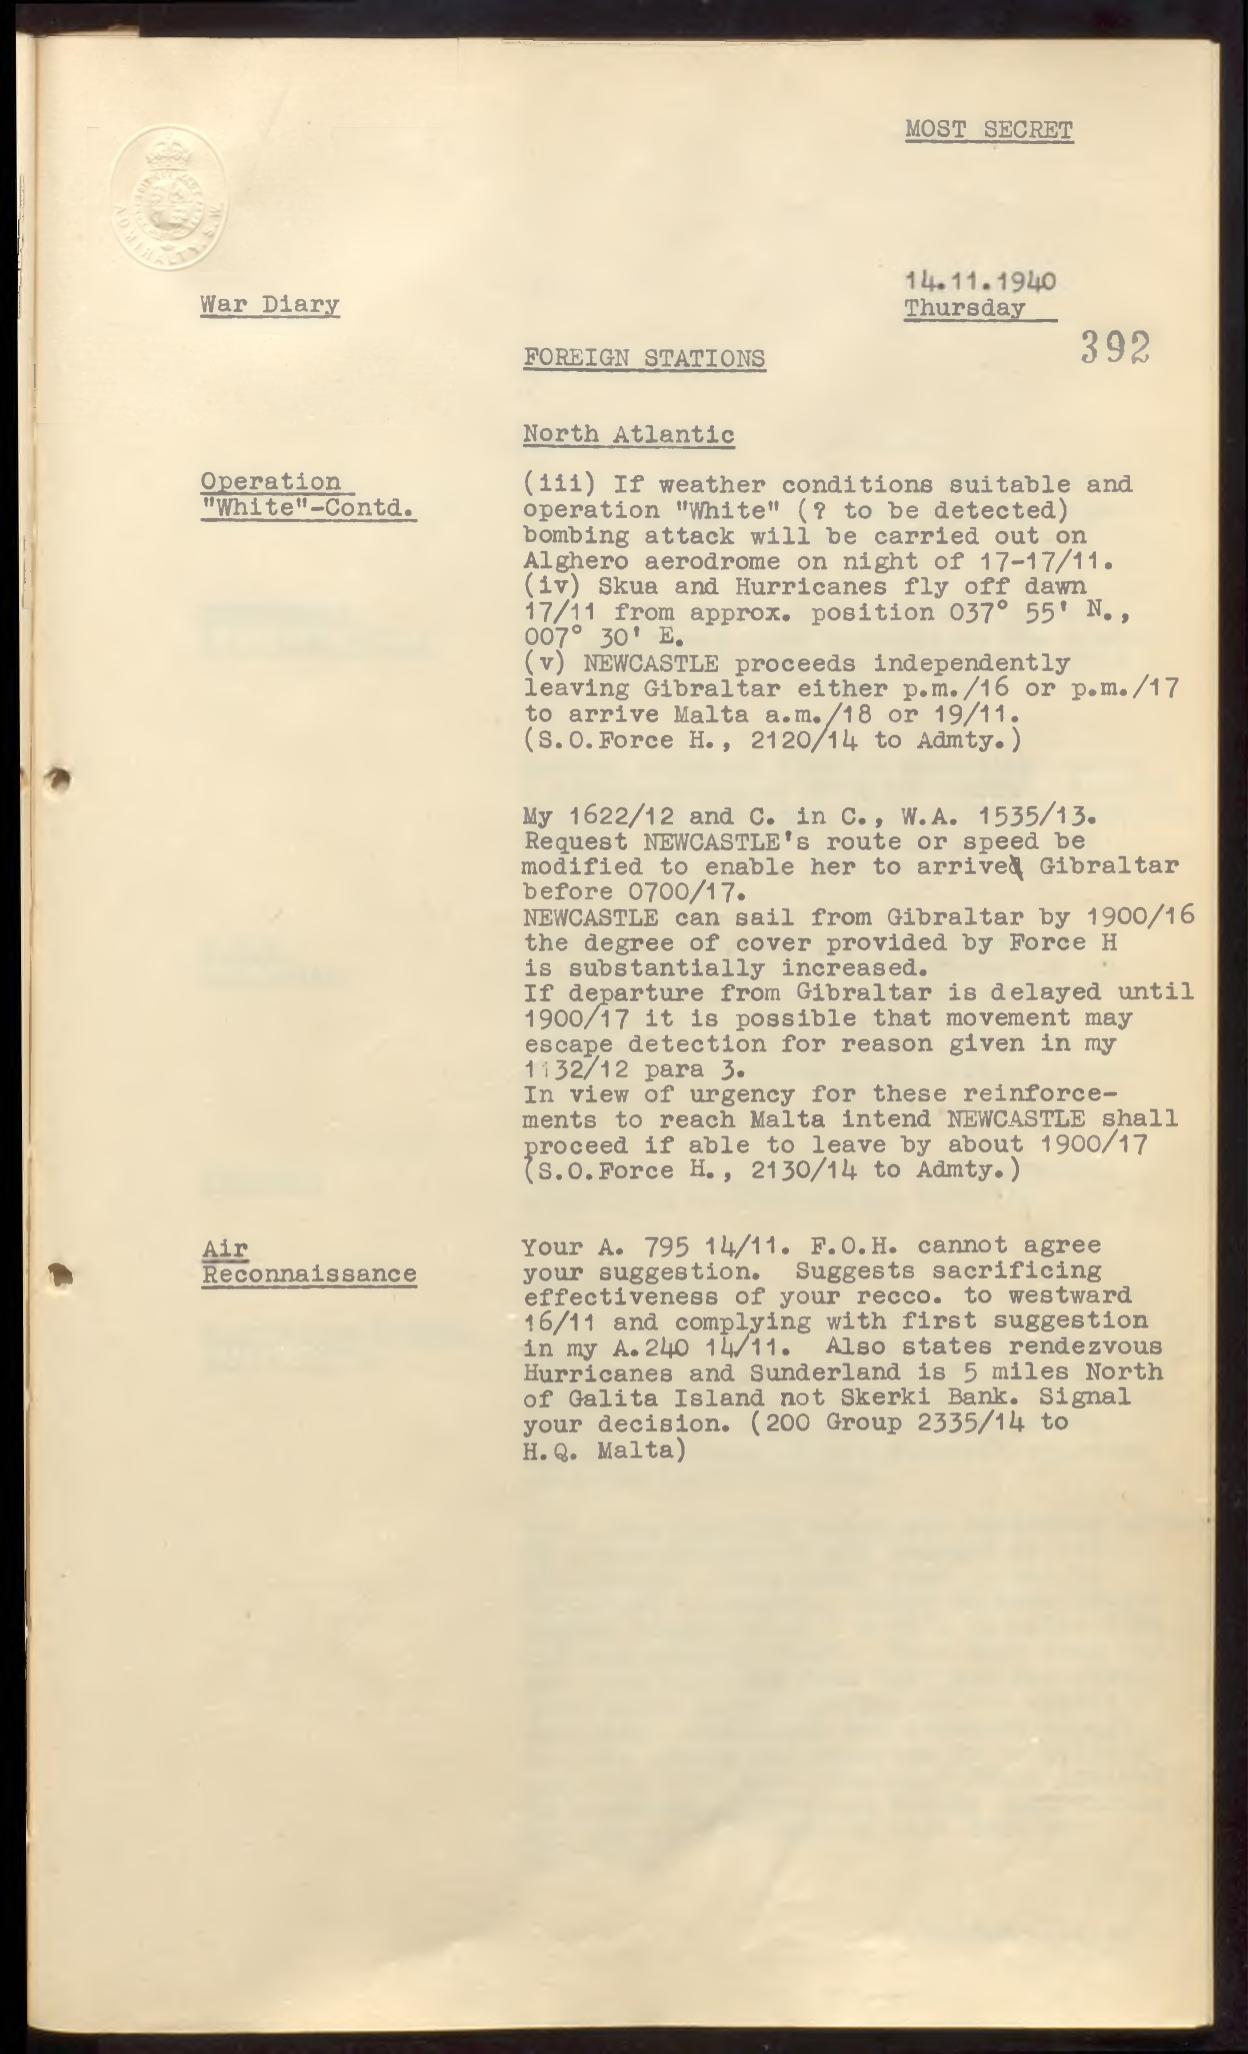 MOST SECRET
ADMIRALTY. S.W.
14.11.1940
War Diary
Thursday
392
FOREIGN STATIONS
North Atlantic
Operation
"White"-Contd.
(iii) If weather conditions suitable and
operation "White" (? to be detected)
bombing attack will be carried out on
Alghero aerodrome on night of 17-17/11.
(iv) Skua and Hurricanes fly off dawn
17/11 from approx. position 037° 55' N.,
007° 30' E.
(v) NEWCASTLE proceeds independently
leaving Gibraltar either p.m./16 or p.m./17
to arrive Malta a.m./18 or 19/11.
(S.O.Force H., 2120/14 to Admty.)
My 1622/12 and C. in C., W.A. 1535/13.
Request NEWCASTLE's route or speed be
modified to enable her to arrive Gibraltar
before 0700/17.
NEWCASTLE can sail from Gibraltar by 1900/16
the degree of cover provided by Force H
is substantially increased.
If departure from Gibraltar is delayed until
1900/17 it is possible that movement may
escape detection for reason given in my
1132/12 para 3.
In view of urgency for these reinforce-
ments to reach Malta intend NEWCASTLE shall
proceed if able to leave by about 1900/17
(S.O.Force H., 2130/14 to Admty.)
Air
Reconnaissance
Your A. 795 14/11. F.O.H. cannot agree
your suggestion. Suggests sacrificing
effectiveness of your recco. to westward
16/11 and complying with first suggestion
in my A.240 14/11. Also states rendezvous
Hurricanes and Sunderland is 5 miles North
of Galita Island not Skerki Bank. Signal
your decision. (200 Group 2335/14 to
H.Q. Malta)